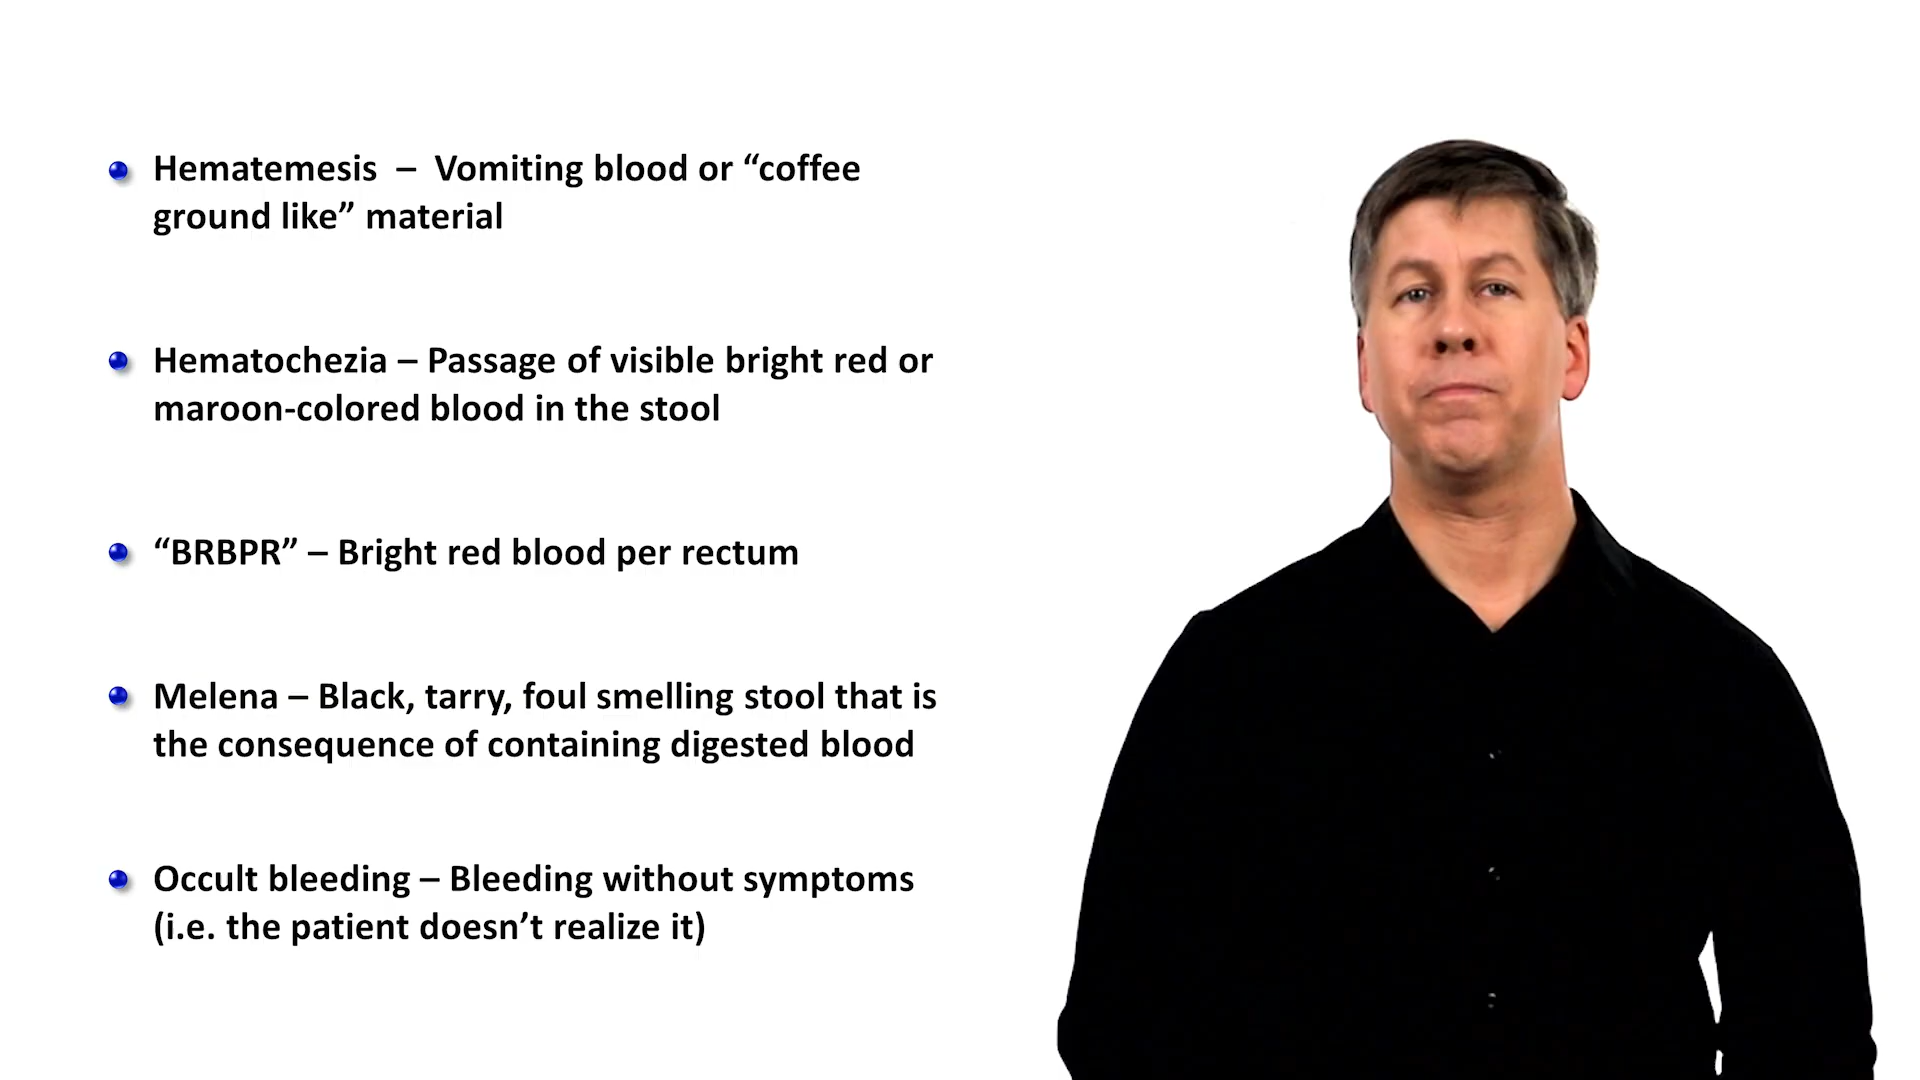 Hematemesis – Vomiting blood or “coffee
ground like” material
Hematochezia – Passage of visible bright red or
maroon-colored blood in the stool
“BRBPR” – Bright red blood per rectum
Melena – Black, tarry, foul smelling stool that is
the consequence of containing digested blood
Occult bleeding – Bleeding without symptoms
(i.e. the patient doesn’t realize it)